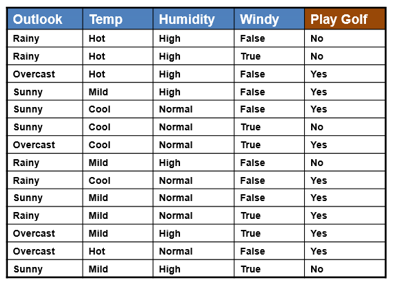 Outlook Temp Humidity Windy Play Golf
Rainy Hot High False No
Rainy Hot High True No
Overcast Hot High False Yes
Sunny Mild High False Yes
Sunny Cool Normal False Yes
Sunny Cool Normal True No
Overcast Cool Normal True Yes
Rainy Mild High False No
Rainy Cool Normal False Yes
Sunny Mild Normal False Yes
Rainy Mild Normal True Yes
Overcast Mild High True Yes
Overcast Hot Normal False Yes
Sunny Mild High True No